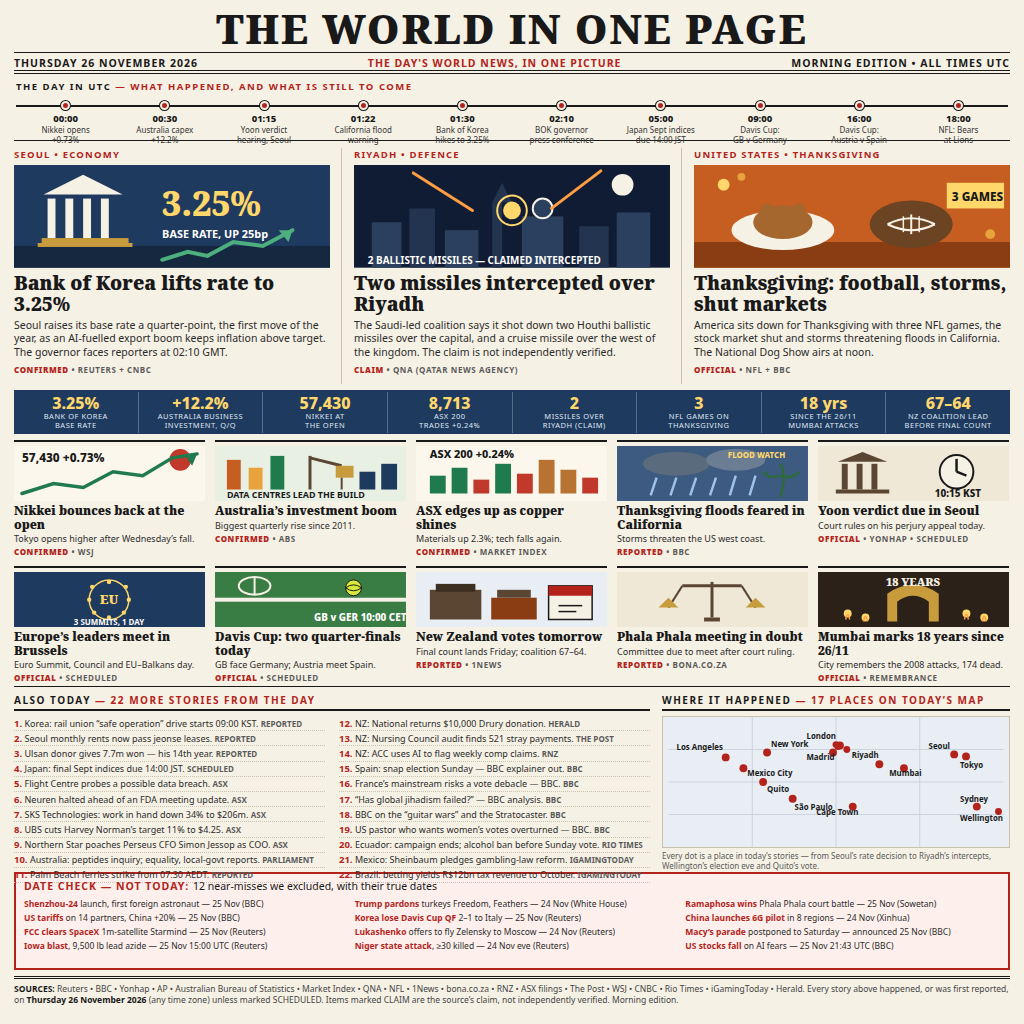 THE WORLD IN ONE PAGE
THURSDAY 26 NOVEMBER 2026
THE DAY'S WORLD NEWS, IN ONE PICTURE
MORNING EDITION • ALL TIMES UTC
THE DAY IN UTC — WHAT HAPPENED, AND WHAT IS STILL TO COME
00:00
Nikkei opens
+0.73%
00:30
Australia capex
+12.2%
01:15
Yoon verdict
hearing, Seoul
01:22
California flood
warning
01:30
Bank of Korea
hikes to 3.25%
02:10
BOK governor
press conference
05:00
Japan Sept indices
due 14:00 JST
09:00
Davis Cup:
GB v Germany
16:00
Davis Cup:
Austria v Spain
18:00
NFL: Bears
at Lions
SEOUL • ECONOMY
3.25%
BASE RATE, UP 25bp
Bank of Korea lifts rate to
3.25%
Seoul raises its base rate a quarter-point, the first move of the
year, as an AI-fuelled export boom keeps inflation above target.
The governor faces reporters at 02:10 GMT.
CONFIRMED • REUTERS + CNBC
RIYADH • DEFENCE
2 BALLISTIC MISSILES — CLAIMED INTERCEPTED
Two missiles intercepted over
Riyadh
The Saudi-led coalition says it shot down two Houthi ballistic
missiles over the capital, and a cruise missile over the west of
the kingdom. The claim is not independently verified.
CLAIM • QNA (QATAR NEWS AGENCY)
UNITED STATES • THANKSGIVING
3 GAMES
Thanksgiving: football, storms,
shut markets
America sits down for Thanksgiving with three NFL games, the
stock market shut and storms threatening floods in California.
The National Dog Show airs at noon.
OFFICIAL • NFL + BBC
3.25%
BANK OF KOREA
BASE RATE
+12.2%
AUSTRALIA BUSINESS
INVESTMENT, Q/Q
57,430
NIKKEI AT
THE OPEN
8,713
ASX 200
TRADES +0.24%
2
MISSILES OVER
RIYADH (CLAIM)
3
NFL GAMES ON
THANKSGIVING
18 yrs
SINCE THE 26/11
MUMBAI ATTACKS
67–64
NZ COALITION LEAD
BEFORE FINAL COUNT
57,430 +0.73%
Nikkei bounces back at the
open
Tokyo opens higher after Wednesday's fall.
CONFIRMED • WSJ
DATA CENTRES LEAD THE BUILD
Australia's investment boom
Biggest quarterly rise since 2011.
CONFIRMED • ABS
ASX 200 +0.24%
ASX edges up as copper
shines
Materials up 2.3%; tech falls again.
CONFIRMED • MARKET INDEX
FLOOD WATCH
Thanksgiving floods feared in
California
Storms threaten the US west coast.
REPORTED • BBC
10:15 KST
Yoon verdict due in Seoul
Court rules on his perjury appeal today.
OFFICIAL • YONHAP • SCHEDULED
EU
3 SUMMITS, 1 DAY
Europe's leaders meet in
Brussels
Euro Summit, Council and EU–Balkans day.
OFFICIAL • SCHEDULED
GB v GER 10:00 CET
Davis Cup: two quarter-finals
today
GB face Germany; Austria meet Spain.
OFFICIAL • SCHEDULED
New Zealand votes tomorrow
Final count lands Friday; coalition 67–64.
REPORTED • 1NEWS
Phala Phala meeting in doubt
Committee due to meet after court ruling.
REPORTED • BONA.CO.ZA
18 YEARS
Mumbai marks 18 years since
26/11
City remembers the 2008 attacks, 174 dead.
OFFICIAL • REMEMBRANCE
ALSO TODAY — 22 MORE STORIES FROM THE DAY
1. Korea: rail union "safe operation" drive starts 09:00 KST. REPORTED
2. Seoul monthly rents now pass jeonse leases. REPORTED
3. Ulsan donor gives 7.7m won — his 14th year. REPORTED
4. Japan: final Sept indices due 14:00 JST. SCHEDULED
5. Flight Centre probes a possible data breach. ASX
6. Neuren halted ahead of an FDA meeting update. ASX
7. SKS Technologies: work in hand down 34% to $206m. ASX
8. UBS cuts Harvey Norman's target 11% to $4.25. ASX
9. Northern Star poaches Perseus CFO Simon Jessop as COO. ASX
10. Australia: peptides inquiry; equality, local-govt reports. PARLIAMENT
11. Palm Beach ferries strike from 07:30 AEDT. REPORTED
12. NZ: National returns $10,000 Drury donation. HERALD
13. NZ: Nursing Council audit finds 521 stray payments. THE POST
14. NZ: ACC uses AI to flag weekly comp claims. RNZ
15. Spain: snap election Sunday — BBC explainer out. BBC
16. France's mainstream risks a vote debacle — BBC. BBC
17. "Has global jihadism failed?" — BBC analysis. BBC
18. BBC on the "guitar wars" and the Stratocaster. BBC
19. US pastor who wants women's votes overturned — BBC. BBC
20. Ecuador: campaign ends; alcohol ban before Sunday vote. RIO TIMES
21. Mexico: Sheinbaum pledges gambling-law reform. IGAMINGTODAY
22. Brazil: betting yields R$12bn tax revenue to October. IGAMINGTODAY
WHERE IT HAPPENED — 17 PLACES ON TODAY'S MAP
Los Angeles
New York
London
Madrid
Riyadh
Seoul
Tokyo
Mumbai
Mexico City
Quito
São Paulo
Cape Town
Sydney
Wellington
Every dot is a place in today's stories — from Seoul's rate decision to Riyadh's intercepts,
Wellington's election eve and Quito's vote.
DATE CHECK — NOT TODAY: 12 near-misses we excluded, with their true dates
Shenzhou-24 launch, first foreign astronaut — 25 Nov (BBC)
US tariffs on 14 partners, China +20% — 25 Nov (BBC)
FCC clears SpaceX 1m-satellite Starmind — 25 Nov (Reuters)
Iowa blast, 9,500 lb lead azide — 25 Nov 15:00 UTC (Reuters)
Trump pardons turkeys Freedom, Feathers — 24 Nov (White House)
Korea lose Davis Cup QF 2–1 to Italy — 25 Nov (Reuters)
Lukashenko offers to fly Zelensky to Moscow — 24 Nov (Reuters)
Niger state attack, ≥30 killed — 24 Nov eve (Reuters)
Ramaphosa wins Phala Phala court battle — 25 Nov (Sowetan)
China launches 6G pilot in 8 regions — 24 Nov (Xinhua)
Macy's parade postponed to Saturday — announced 25 Nov (BBC)
US stocks fall on AI fears — 25 Nov 21:43 UTC (BBC)
SOURCES: Reuters • BBC • Yonhap • AP • Australian Bureau of Statistics • Market Index • QNA • NFL • 1News • bona.co.za • RNZ • ASX filings • The Post • WSJ • CNBC • Rio Times • iGamingToday • Herald. Every story above happened, or was first reported,
on Thursday 26 November 2026 (any time zone) unless marked SCHEDULED. Items marked CLAIM are the source's claim, not independently verified. Morning edition.